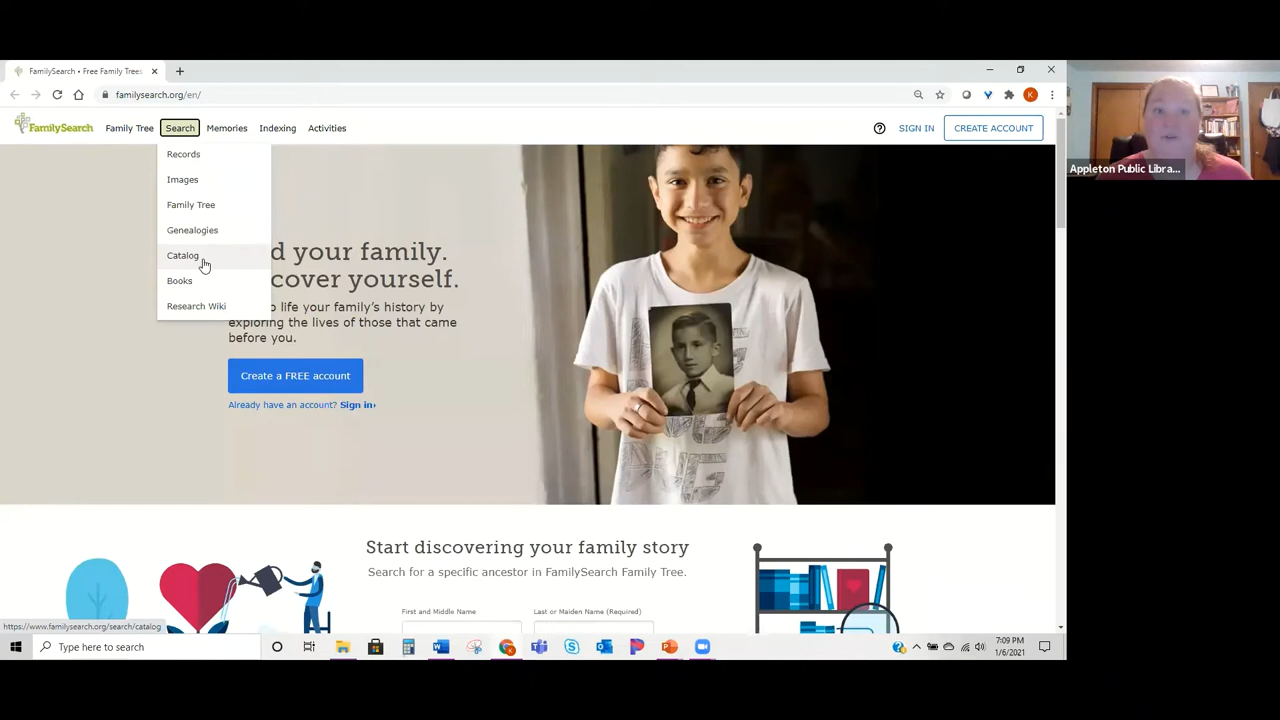 FamilySearch • Free Family Trees
familysearch.org/en/
FamilySearch
Family Tree
Search
Memories
Indexing
Activities
SIGN IN
CREATE ACCOUNT
Records
Images
Family Tree
Genealogies
Catalog
Books
Research Wiki
d your family.
cover yourself.
o life your family's history by
exploring the lives of those that came
before you.
Create a FREE account
Already have an account? Sign in›
Start discovering your family story
Search for a specific ancestor in FamilySearch Family Tree.
First and Middle Name
Last or Maiden Name (Required)
https://www.familysearch.org/search/catalog
Type here to search
7:09 PM
1/6/2021
K
Appleton Public Libra...